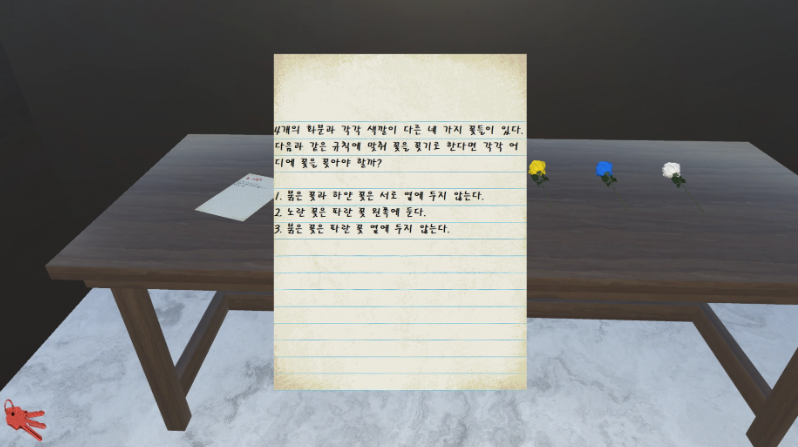 4개의 화분과 각각 색깔이 다른 네 가지 꽃들이 있다.
다음과 같은 규칙에 맞춰 꽃을 꽂기로 한다면 각각 어
디에 꽃을 꽂아야 할까?
1. 붉은 꽃과 하얀 꽃은 서로 옆에 두지 않는다.
2. 노란 꽃은 파란 꽃 왼쪽에 둔다.
3. 붉은 꽃은 파란 꽃 옆에 두지 않는다.